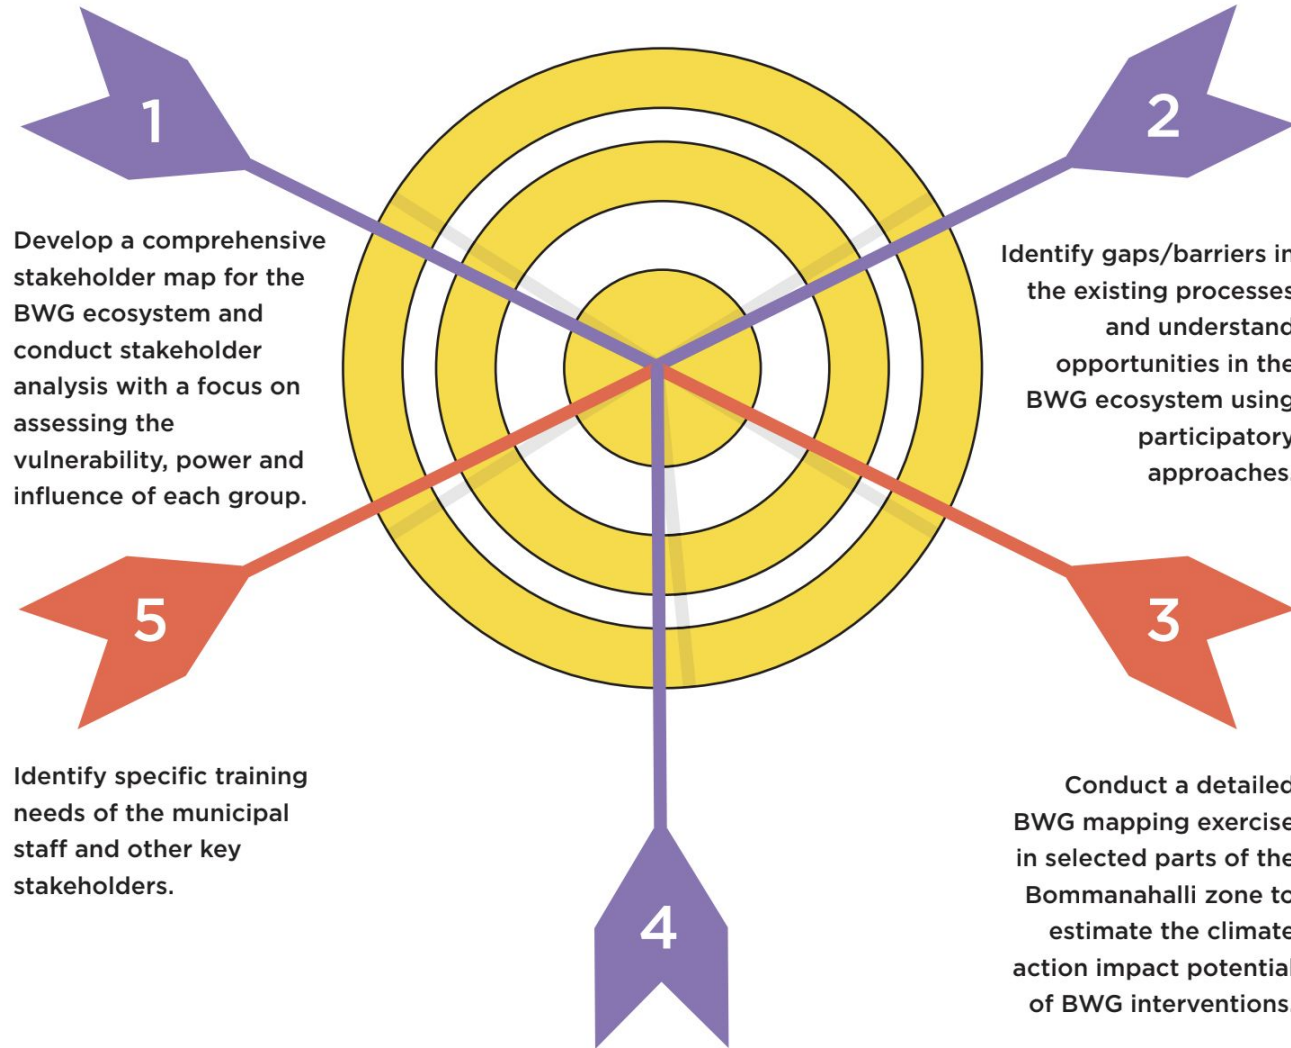 1
Develop a comprehensive
stakeholder map for the
BWG ecosystem and
conduct stakeholder
analysis with a focus on
assessing the
vulnerability, power and
influence of each group.
2
Identify gaps/barriers in
the existing processes
and understand
opportunities in the
BWG ecosystem using
participatory
approaches.
3
Conduct a detailed
BWG mapping exercise
in selected parts of the
Bommanahalli zone to
estimate the climate
action impact potential
of BWG interventions.
4
5
Identify specific training
needs of the municipal
staff and other key
stakeholders.